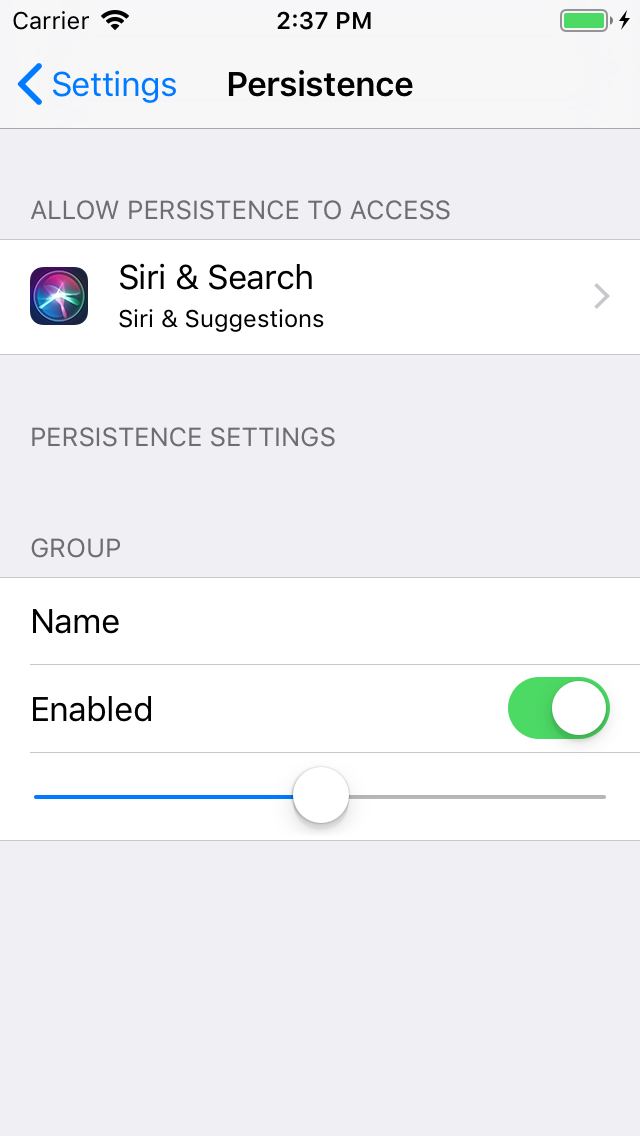 Carrier 2:37 PM
Settings Persistence
ALLOW PERSISTENCE TO ACCESS
Siri & Search
Siri & Suggestions
PERSISTENCE SETTINGS
GROUP
Name
Enabled